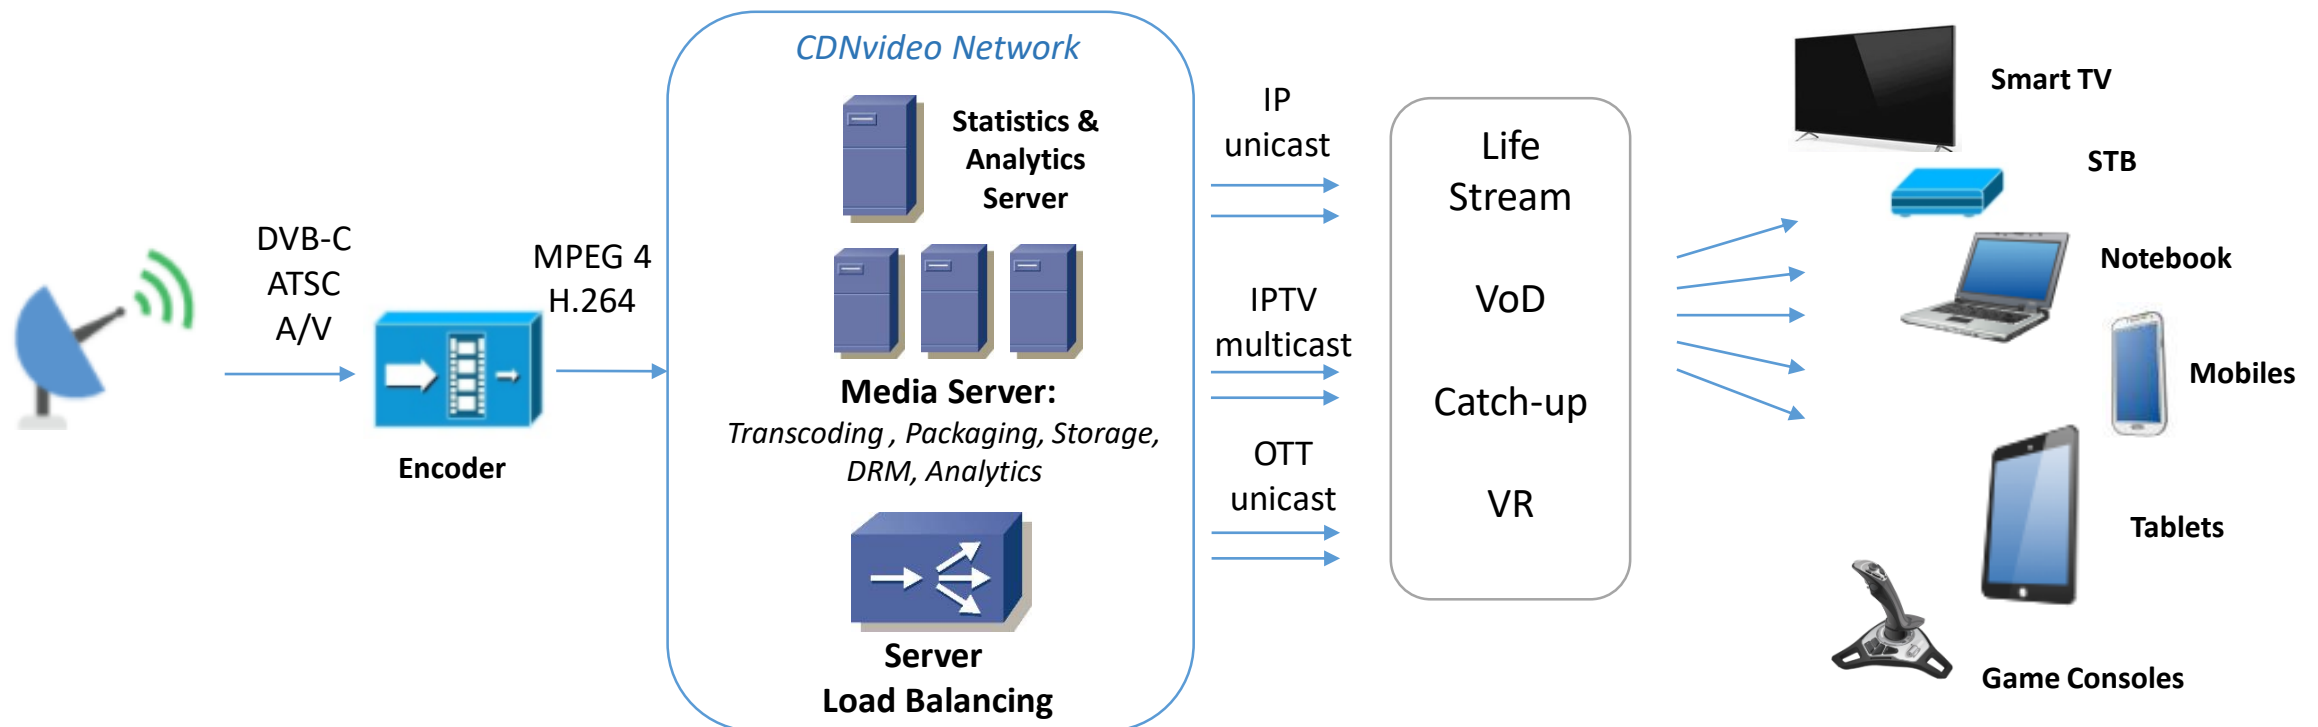 DVB-C
ATSC
A/V
Encoder
MPEG 4
H.264
CDNvideo Network
Statistics &
Analytics
Server
Media Server:
Transcoding , Packaging, Storage,
DRM, Analytics
Server
Load Balancing
IP
unicast
IPTV
multicast
OTT
unicast
Life
Stream
VoD
Catch-up
VR
Smart TV
STB
Notebook
Mobiles
Tablets
Game Consoles